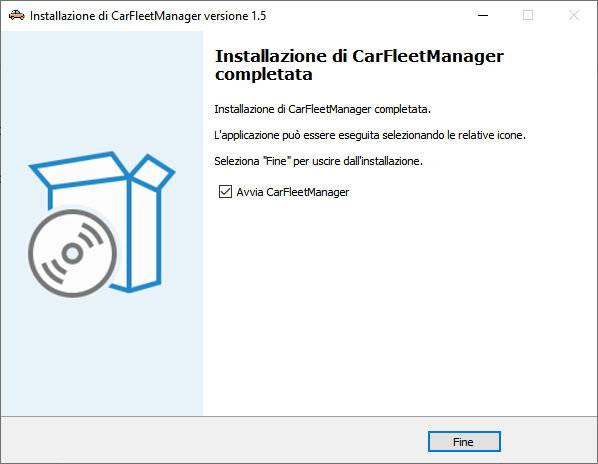 Installazione di CarFleetManager versione 1.5
Installazione di CarFleetManager
completata
Installazione di CarFleetManager completata.
L'applicazione può essere eseguita selezionando le relative icone.
Seleziona "Fine" per uscire dall'installazione.
Avvia CarFleetManager
Fine